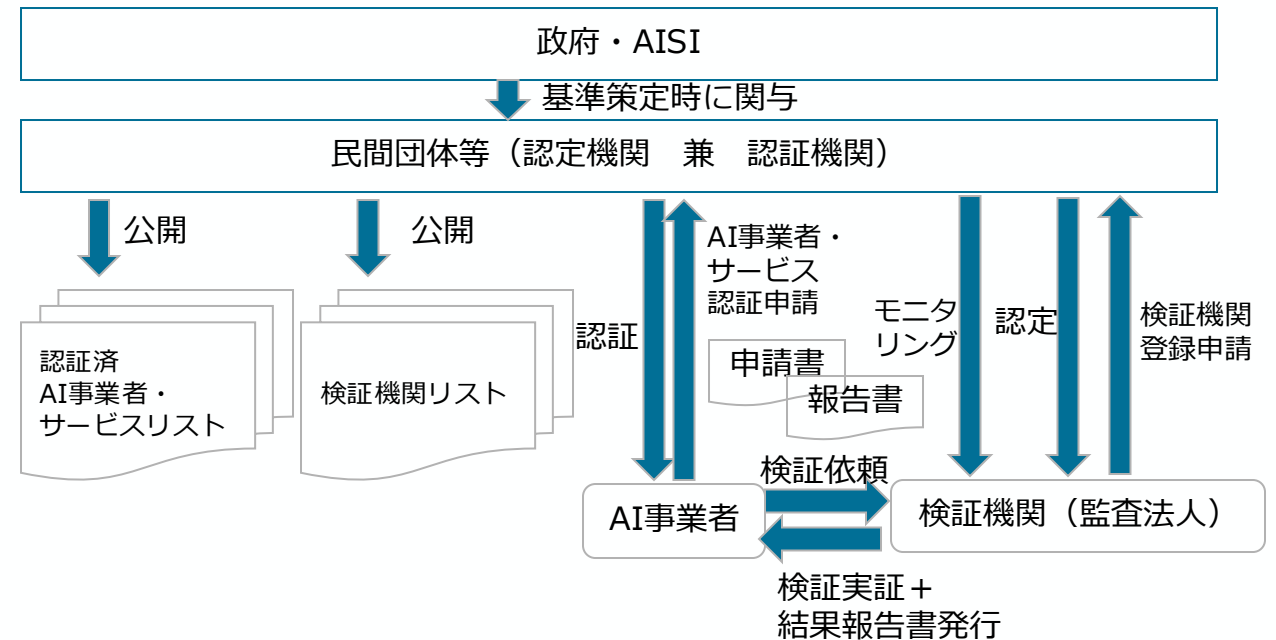 政府・AISI
基準策定時に関与
民間団体等（認定機関　兼　認証機関）
公開
公開
認証済
AI事業者・
サービスリスト
検証機関リスト
認証
AI事業者・
サービス
認証申請
申請書
報告書
モニタ
リング
認定
検証機関
登録申請
検証依頼
AI事業者
検証機関（監査法人）
検証実証＋
結果報告書発行